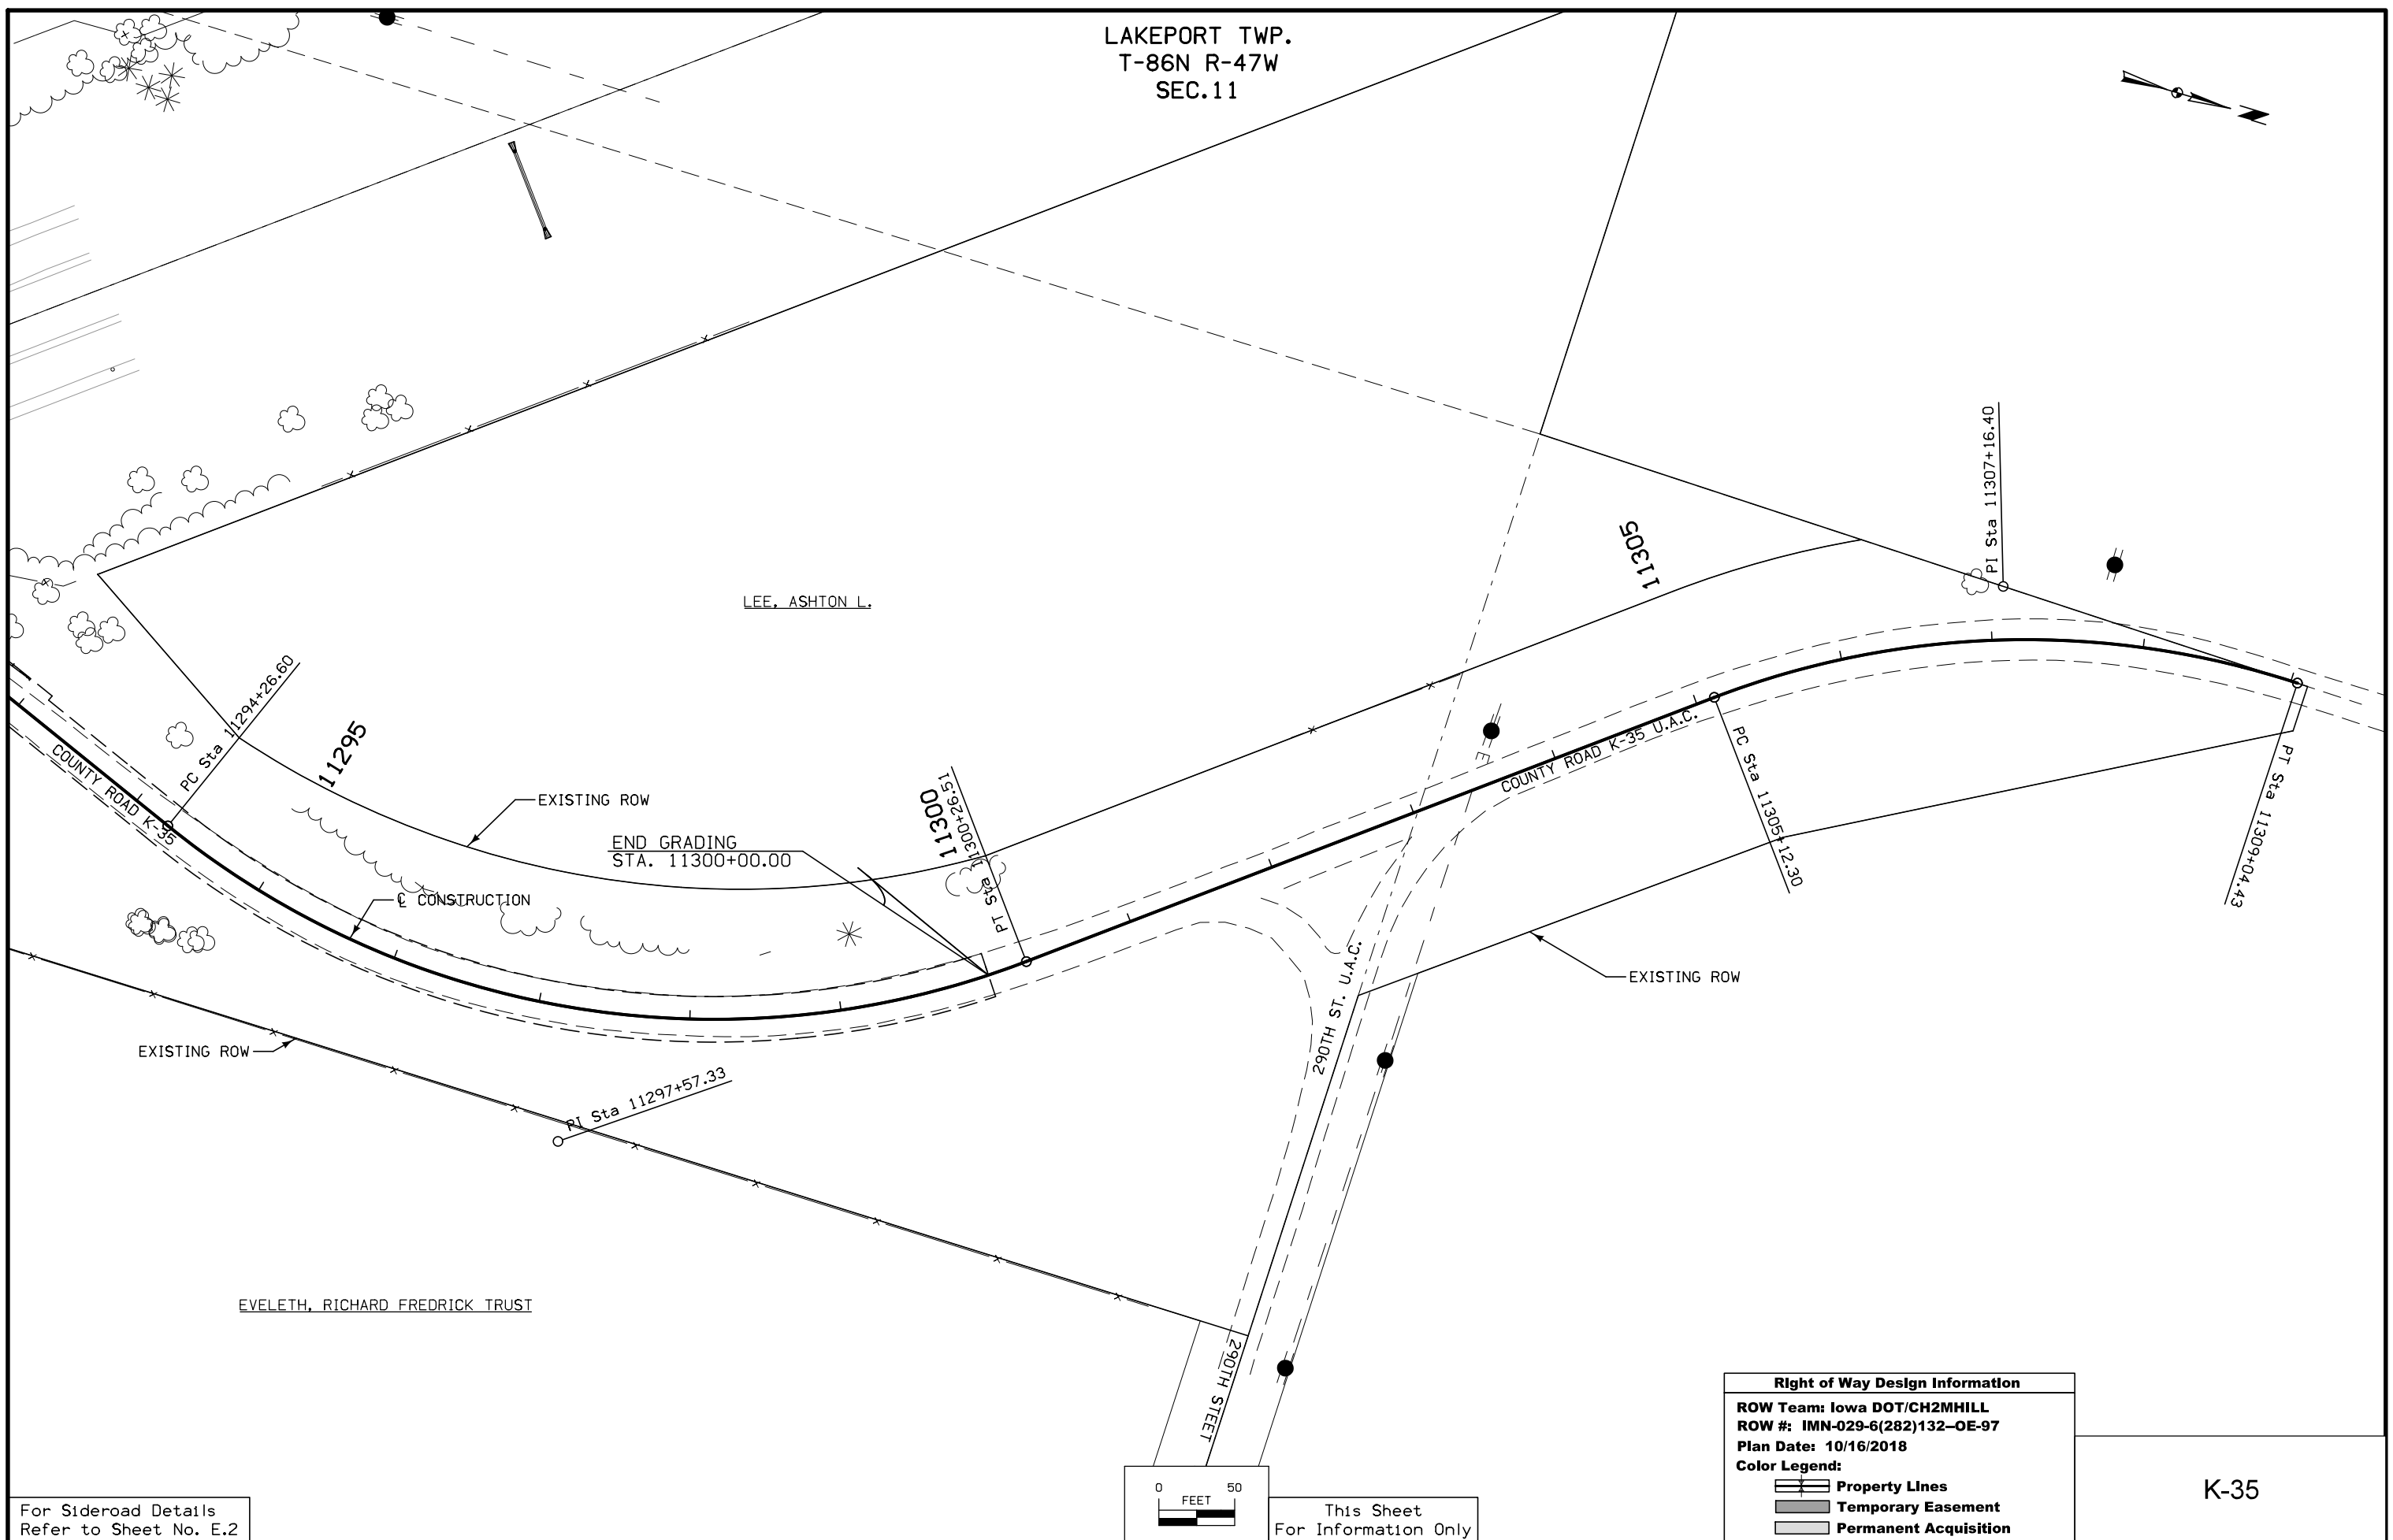 LAKEPORT TWP.
T-86N R-47W
SEC.11
N
PI Sta 11307+16.40
11305
LEE, ASHTON L.
PC Sta 11294+26.60
11295
COUNTY ROAD K-35
EXISTING ROW
END GRADING
STA. 11300+00.00
11300
PT Sta 11300+26.51
℄ CONSTRUCTION
E
COUNTY ROAD K-35 U.A.C.
PC Sta 11305+12.30
PT Sta 11309+04.43
EXISTING ROW
290TH ST. U.A.C.
EXISTING ROW
PI Sta 11297+57.33
EVELETH, RICHARD FREDRICK TRUST
290TH STEET
Right of Way Design Information
ROW Team: Iowa DOT/CH2MHILL
ROW #: IMN-029-6(282)132--OE-97
Plan Date: 10/16/2018
Color Legend:
Property Lines
Temporary Easement
Permanent Acquisition
K-35
0 50
FEET
This Sheet
For Information Only
For Sideroad Details
Refer to Sheet No. E.2